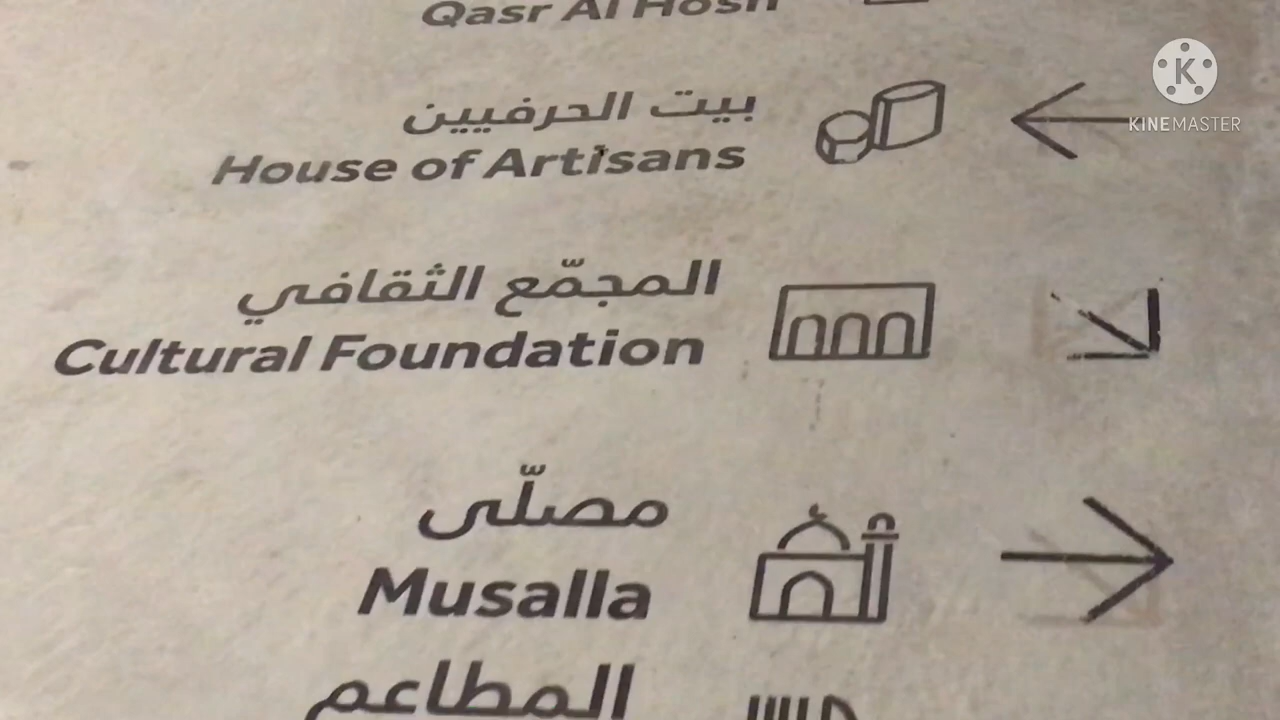 Qasr Al Hosn
بيت الحرفيين
House of Artisans
المجمّع الثقافي
Cultural Foundation
مصلّى
Musalla
المطاعم
K
KINEMASTER